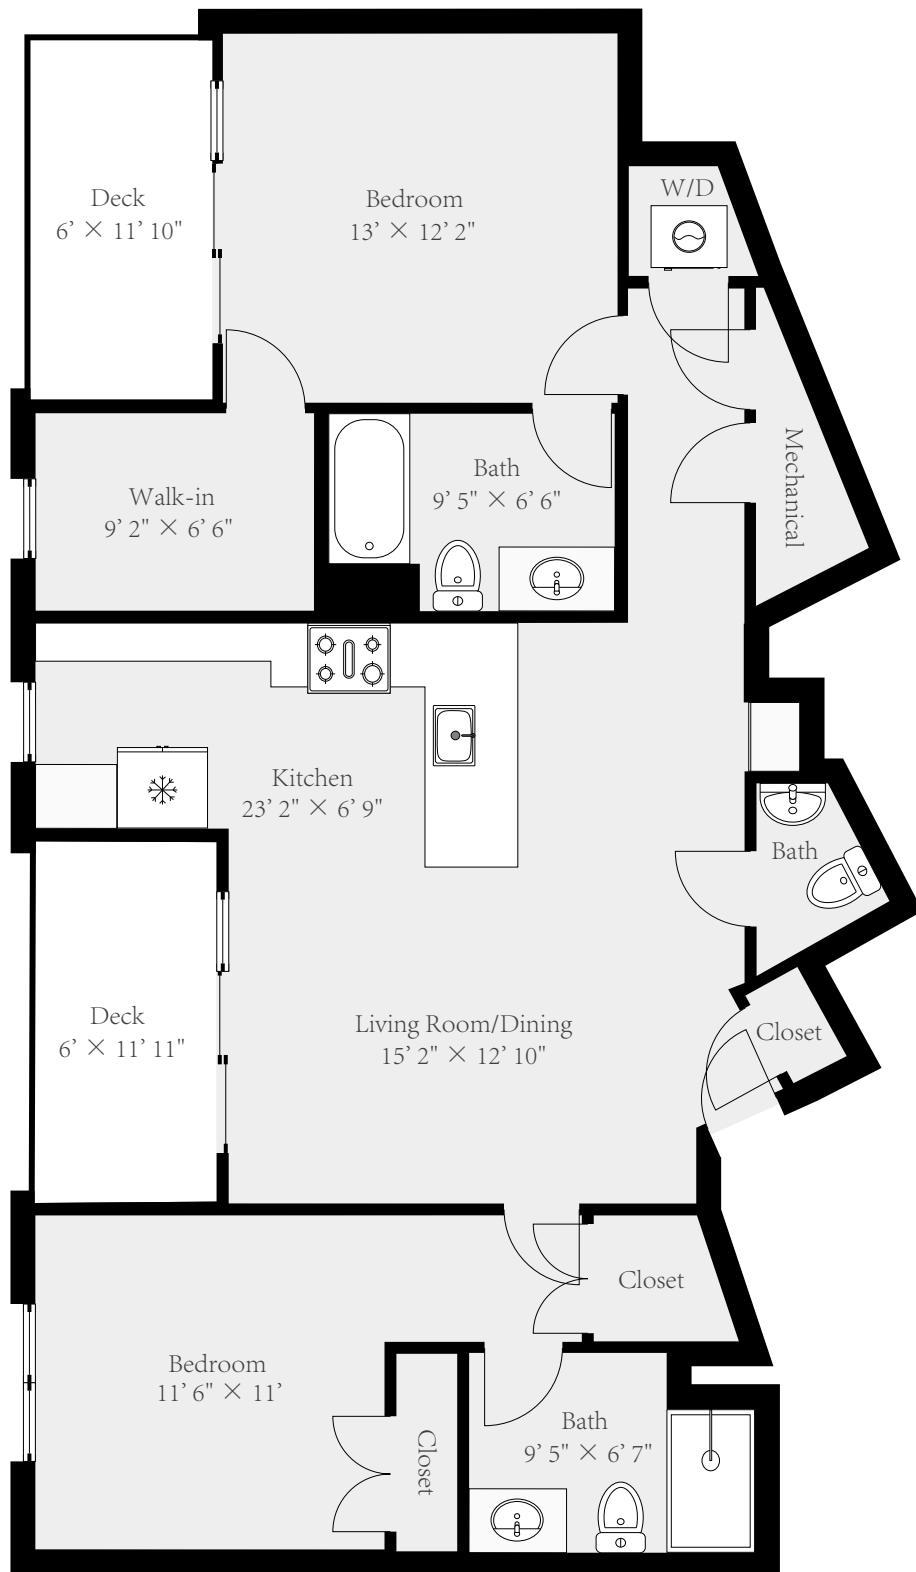 W/D
Deck
6’ × 11’ 10"
Bedroom
13’ × 12’ 2"
Mechanical
Walk-in
9’ 2" × 6’ 6"
Bath
9’ 5" × 6’ 6"
Kitchen
23’ 2" × 6’ 9"
Bath
Deck
6’ × 11’ 11"
Living Room/Dining
15’ 2" × 12’ 10"
Closet
Closet
Bedroom
11’ 6" × 11’
Closet
Bath
9’ 5" × 6’ 7"